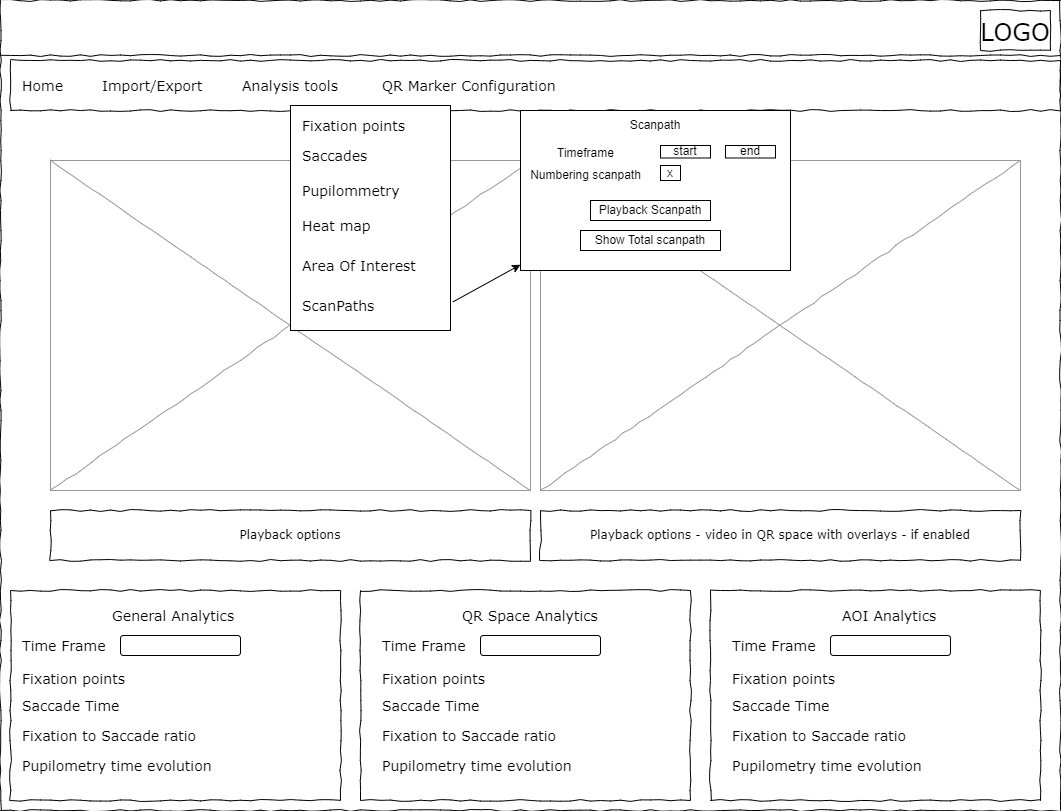 LOGO
Home Import/Export Analysis tools QR Marker Configuration
Fixation points
Saccades
Pupilommetry
Heat map
Area Of Interest
ScanPaths
Scanpath
Timeframe start end
Numbering scanpath X
Playback Scanpath
Show Total scanpath
Playback options
Playback options - video in QR space with overlays - if enabled
General Analytics
Time Frame
Fixation points
Saccade Time
Fixation to Saccade ratio
Pupilometry time evolution
QR Space Analytics
Time Frame
Fixation points
Saccade Time
Fixation to Saccade ratio
Pupilometry time evolution
AOI Analytics
Time Frame
Fixation points
Saccade Time
Fixation to Saccade ratio
Pupilometry time evolution